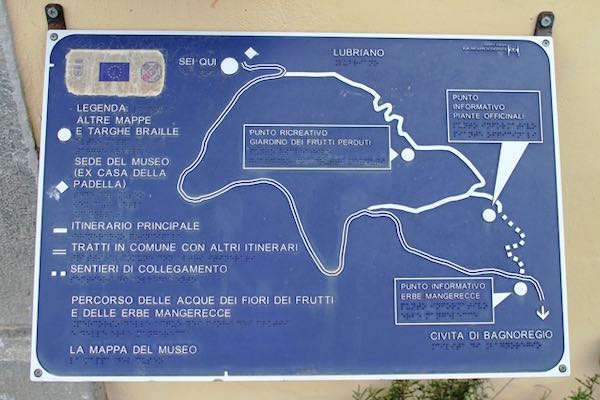 SEI QUI
LUBRIANO
LEGENDA:
ALTRE MAPPE
E TARGHE BRAILLE
SEDE DEL MUSEO
(EX CASA DELLA
PADELLA)
ITINERARIO PRINCIPALE
TRATTI IN COMUNE CON ALTRI ITINERARI
SENTIERI DI COLLEGAMENTO
PERCORSO DELLE ACQUE DEI FIORI DEI FRUTTI
E DELLE ERBE MANGERECCE
LA MAPPA DEL MUSEO
PUNTO RICREATIVO
GIARDINO DEI FRUTTI PERDUTI
PUNTO
INFORMATIVO
PIANTE OFFICINALI
PUNTO INFORMATIVO
ERBE MANGERECCE
CIVITA DI BAGNOREGIO